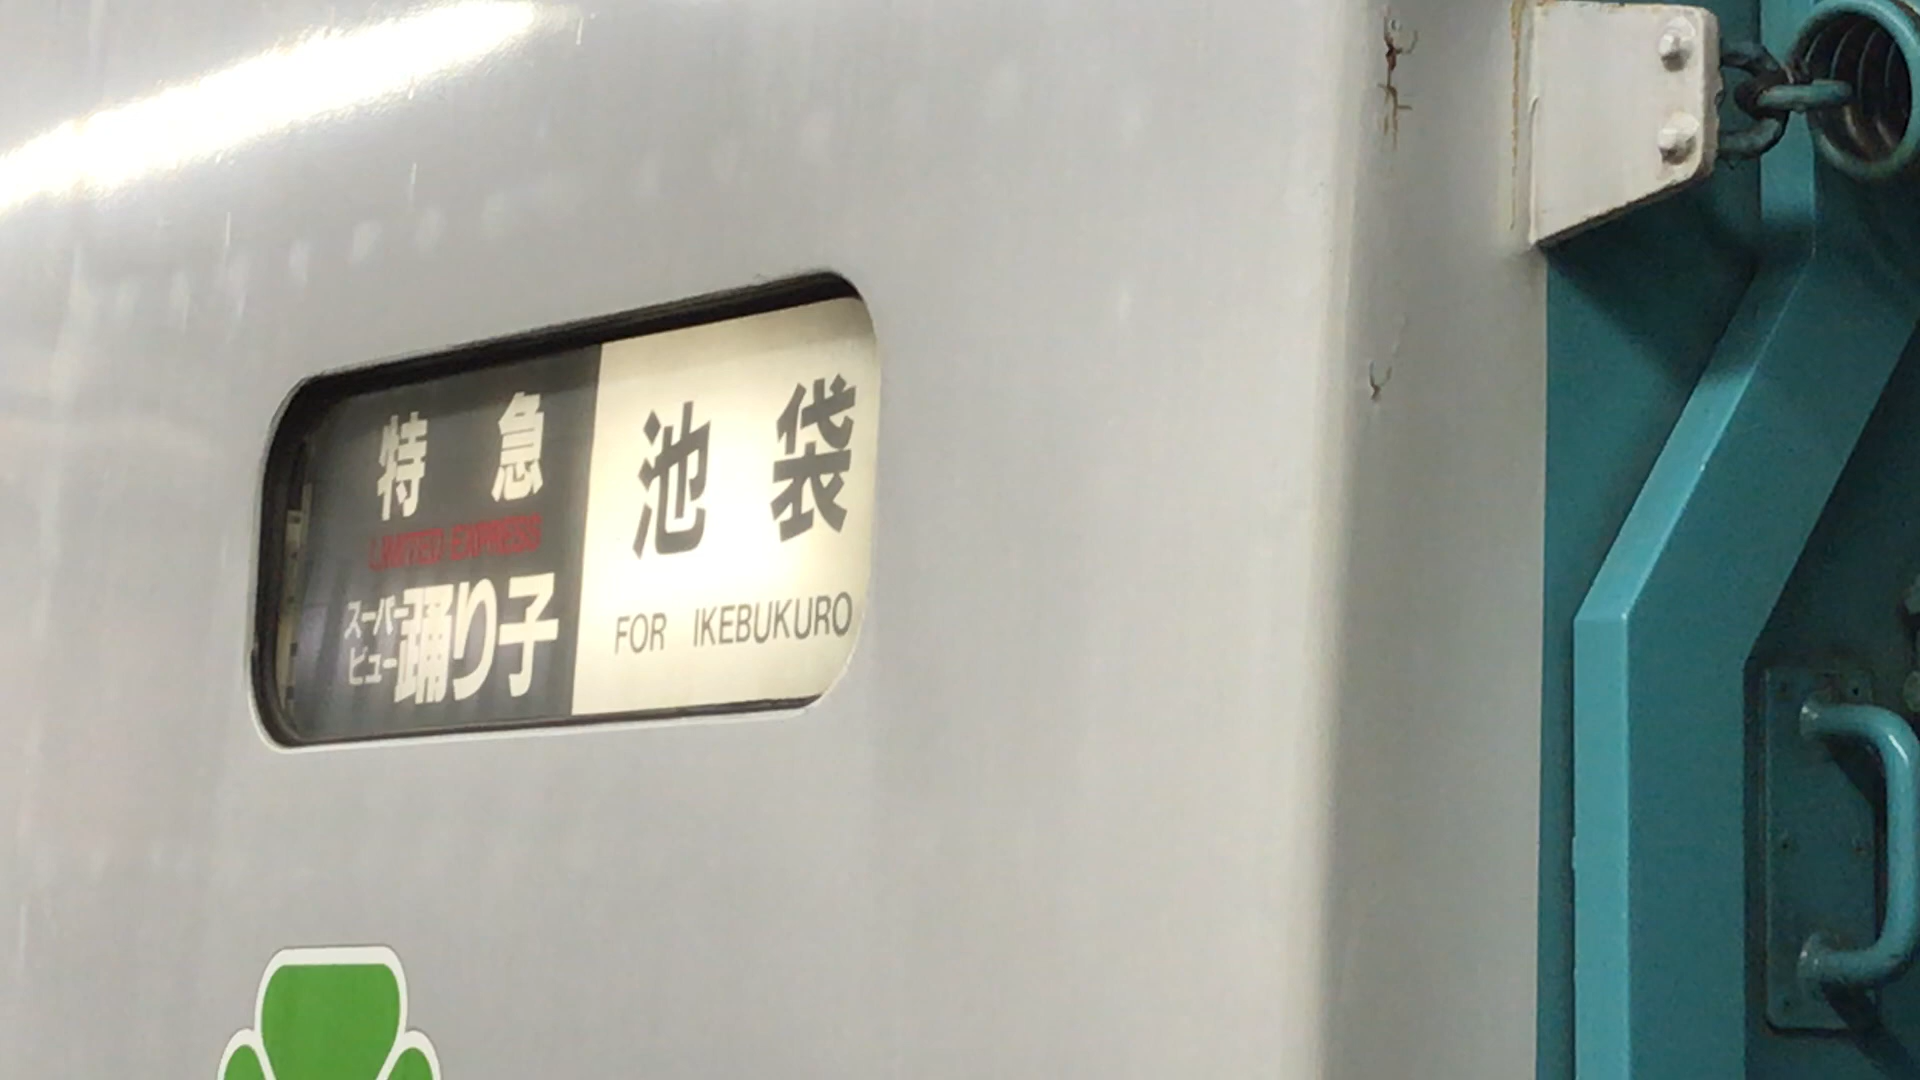 特急
LIMITED EXPRESS
スーパー
ビュー
踊り子
池袋
FOR IKEBUKURO